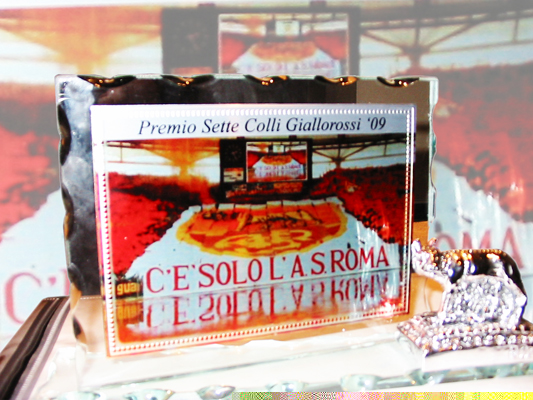 Premio Sette Colli Giallorossi '09
C'E'SOLO L'A.S.ROMA